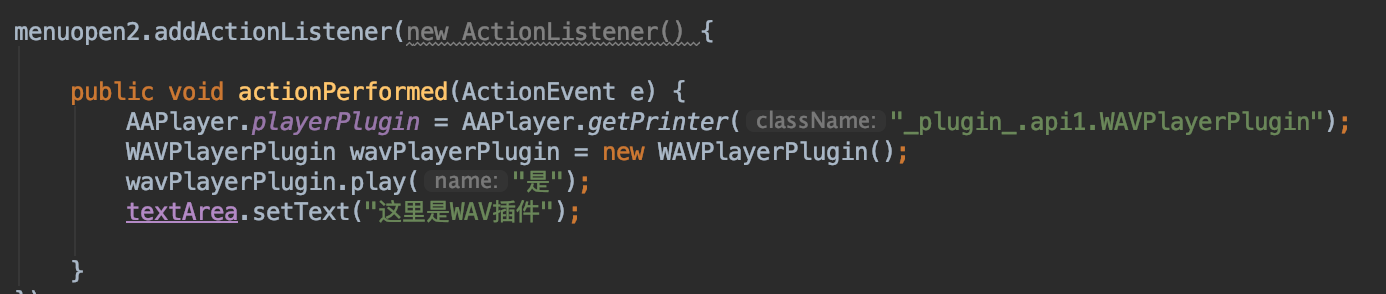 menuopen2.addActionListener(new ActionListener() {
public void actionPerformed(ActionEvent e) {
AAPlayer.playerPlugin = AAPlayer.getPrinter( className: "_plugin_.api1.WAVPlayerPlugin");
WAVPlayerPlugin wavPlayerPlugin = new WAVPlayerPlugin();
wavPlayerPlugin.play( name: "是");
textArea.setText("这里是WAV插件");
}